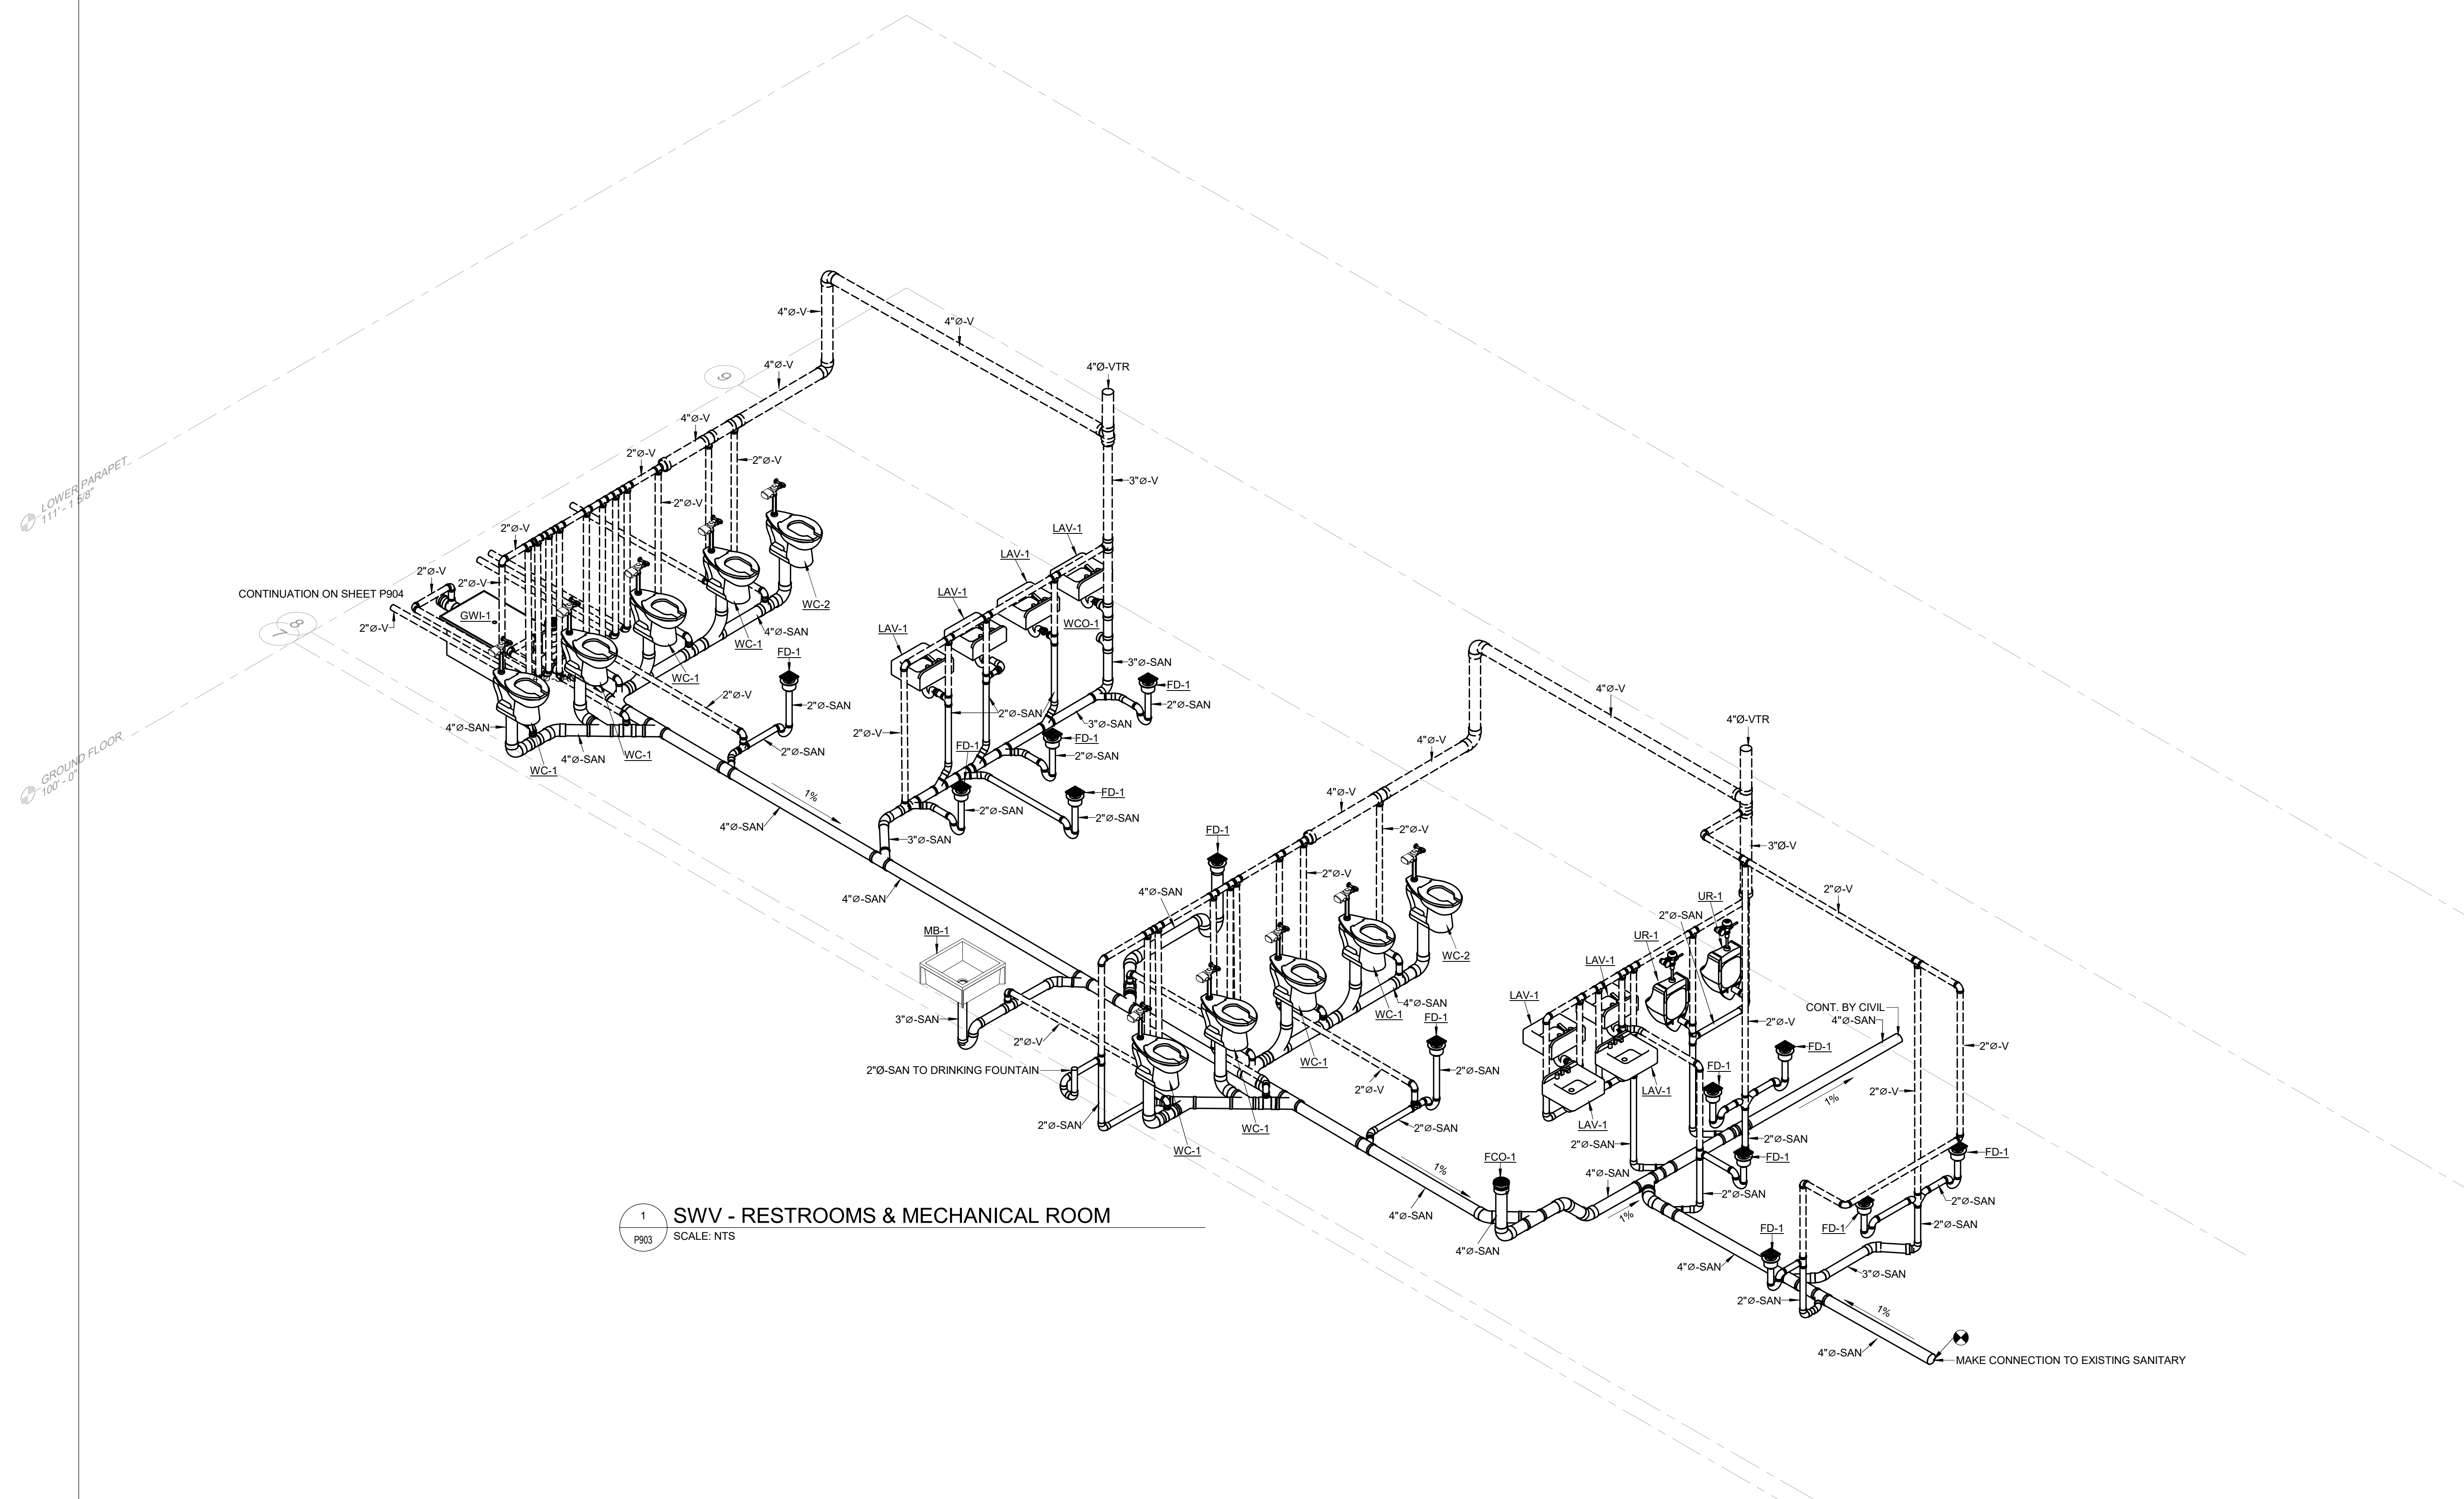 4"Ø-V
4"Ø-V
4"Ø-V
4"Ø-VTR
9
4"Ø-V
2"Ø-V
2"Ø-V
3"Ø-V
LOWER PARAPET
111' - 1 5/8"
2"Ø-V
2"Ø-V
LAV-1
LAV-1
2"Ø-V
2"Ø-V
CONTINUATION ON SHEET P904
LAV-1
WC-2
GWI-1
8
7
2"Ø-V
LAV-1
WCO-1
4"Ø-SAN
WC-1
FD-1
3"Ø-SAN
WC-1
4"Ø-SAN
FD-1
2"Ø-V
2"Ø-SAN
2"Ø-SAN
2"Ø-SAN
3"Ø-SAN
4"Ø-SAN
2"Ø-V
FD-1
FD-1
GROUND FLOOR
100' - 0"
WC-1
4"Ø-SAN
WC-1
2"Ø-SAN
2"Ø-SAN
FD-1
1%
2"Ø-SAN
2"Ø-SAN
4"Ø-SAN
3"Ø-SAN
4"Ø-SAN
4"Ø-V
4"Ø-VTR
4"Ø-V
4"Ø-V
FD-1
2"Ø-V
3"Ø-V
2"Ø-V
4"Ø-SAN
2"Ø-V
UR-1
2"Ø-SAN
MB-1
UR-1
WC-2
LAV-1
LAV-1
4"Ø-SAN
CONT. BY CIVIL
4"Ø-SAN
3"Ø-SAN
WC-1
FD-1
2"Ø-V
2"Ø-V
WC-1
FD-1
2"Ø-V
FD-1
2"Ø-SAN TO DRINKING FOUNTAIN
2"Ø-SAN
2"Ø-V
LAV-1
2"Ø-V
1%
2"Ø-SAN
WC-1
2"Ø-SAN
LAV-1
2"Ø-SAN
2"Ø-SAN
WC-1
FCO-1
FD-1
FD-1
1%
4"Ø-SAN
2"Ø-SAN
2"Ø-SAN
4"Ø-SAN
1%
2"Ø-SAN
FD-1
FD-1
4"Ø-SAN
4"Ø-SAN
3"Ø-SAN
2"Ø-SAN
1%
4"Ø-SAN
MAKE CONNECTION TO EXISTING SANITARY
1
P903
SWV - RESTROOMS & MECHANICAL ROOM
SCALE: NTS